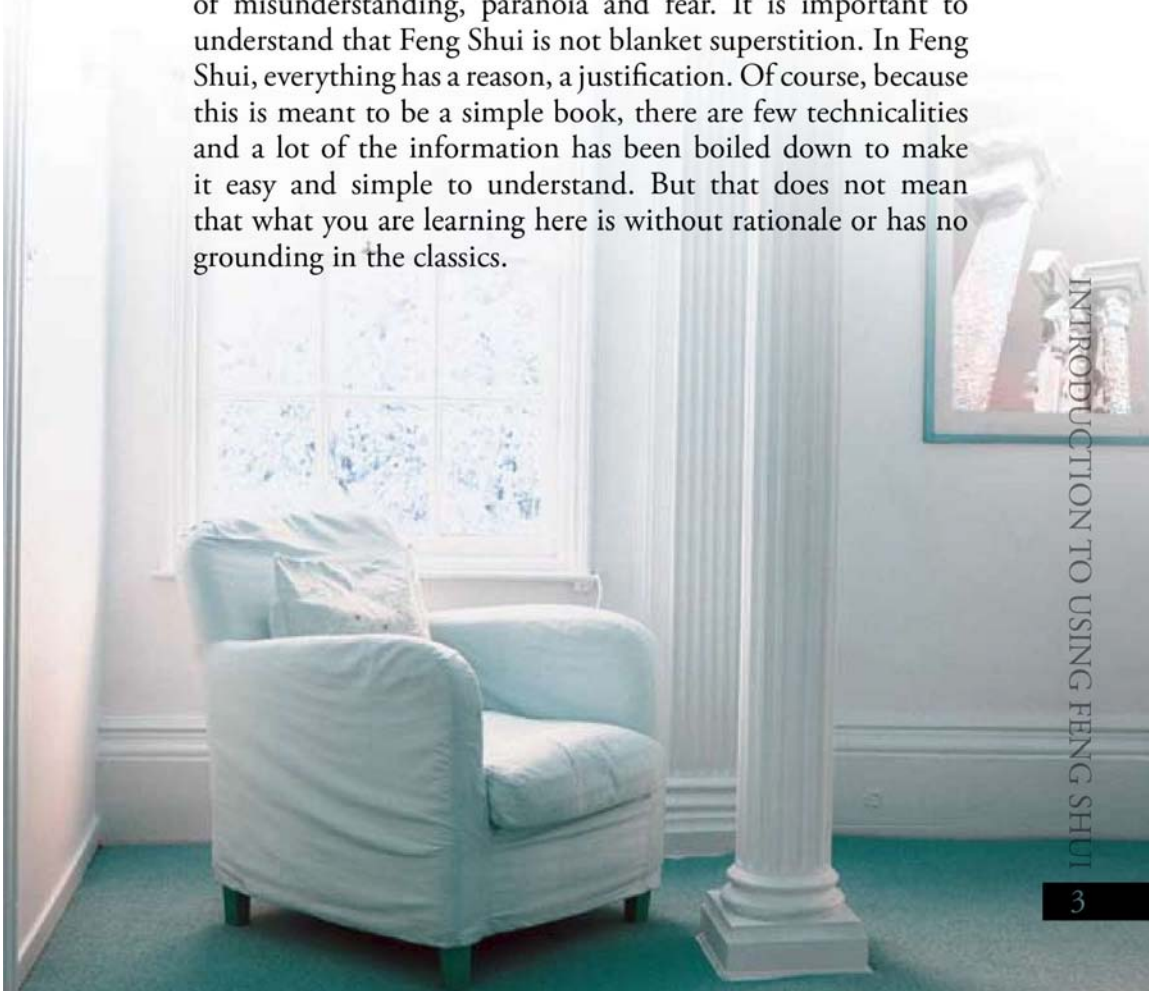 of misunderstanding, paranoia and fear. It is important to
understand that Feng Shui is not blanket superstition. In Feng
Shui, everything has a reason, a justification. Of course, because
this is meant to be a simple book, there are few technicalities
and a lot of the information has been boiled down to make
it easy and simple to understand. But that does not mean
that what you are learning here is without rationale or has no
grounding in the classics.
INTRODUCTION TO USING FENG SHUI
3